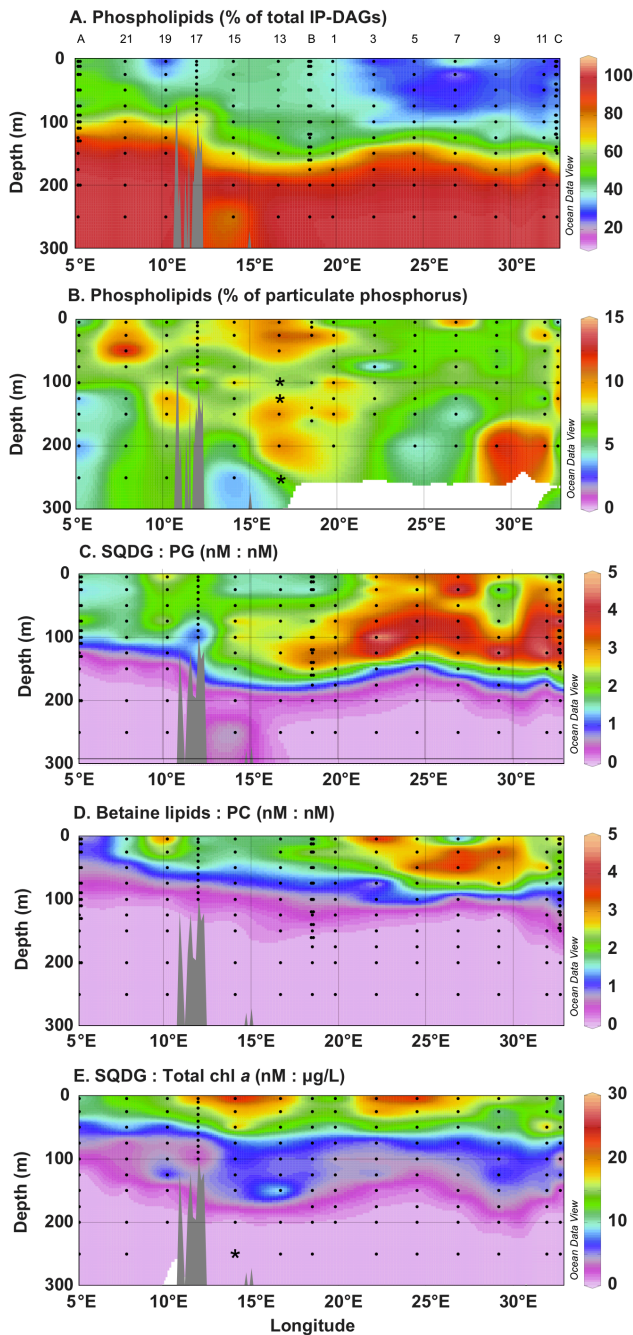 A. Phospholipids (% of total IP-DAGs)
A 21 19 17 15 13 B 1 3 5 7 9 11 C
0
100
200
300
Depth (m)
5°E 10°E 15°E 20°E 25°E 30°E
Ocean Data View
100
80
60
40
20
B. Phospholipids (% of particulate phosphorus)
0
100
200
300
Depth (m)
*
*
*
5°E 10°E 15°E 20°E 25°E 30°E
Ocean Data View
15
10
5
0
C. SQDG : PG (nM : nM)
0
100
200
300
Depth (m)
5°E 10°E 15°E 20°E 25°E 30°E
Ocean Data View
5
4
3
2
1
0
D. Betaine lipids : PC (nM : nM)
0
100
200
300
Depth (m)
5°E 10°E 15°E 20°E 25°E 30°E
Ocean Data View
5
4
3
2
1
0
E. SQDG : Total chl a (nM : µg/L)
0
100
200
300
Depth (m)
*
5°E 10°E 15°E 20°E 25°E 30°E
Longitude
Ocean Data View
30
20
10
0